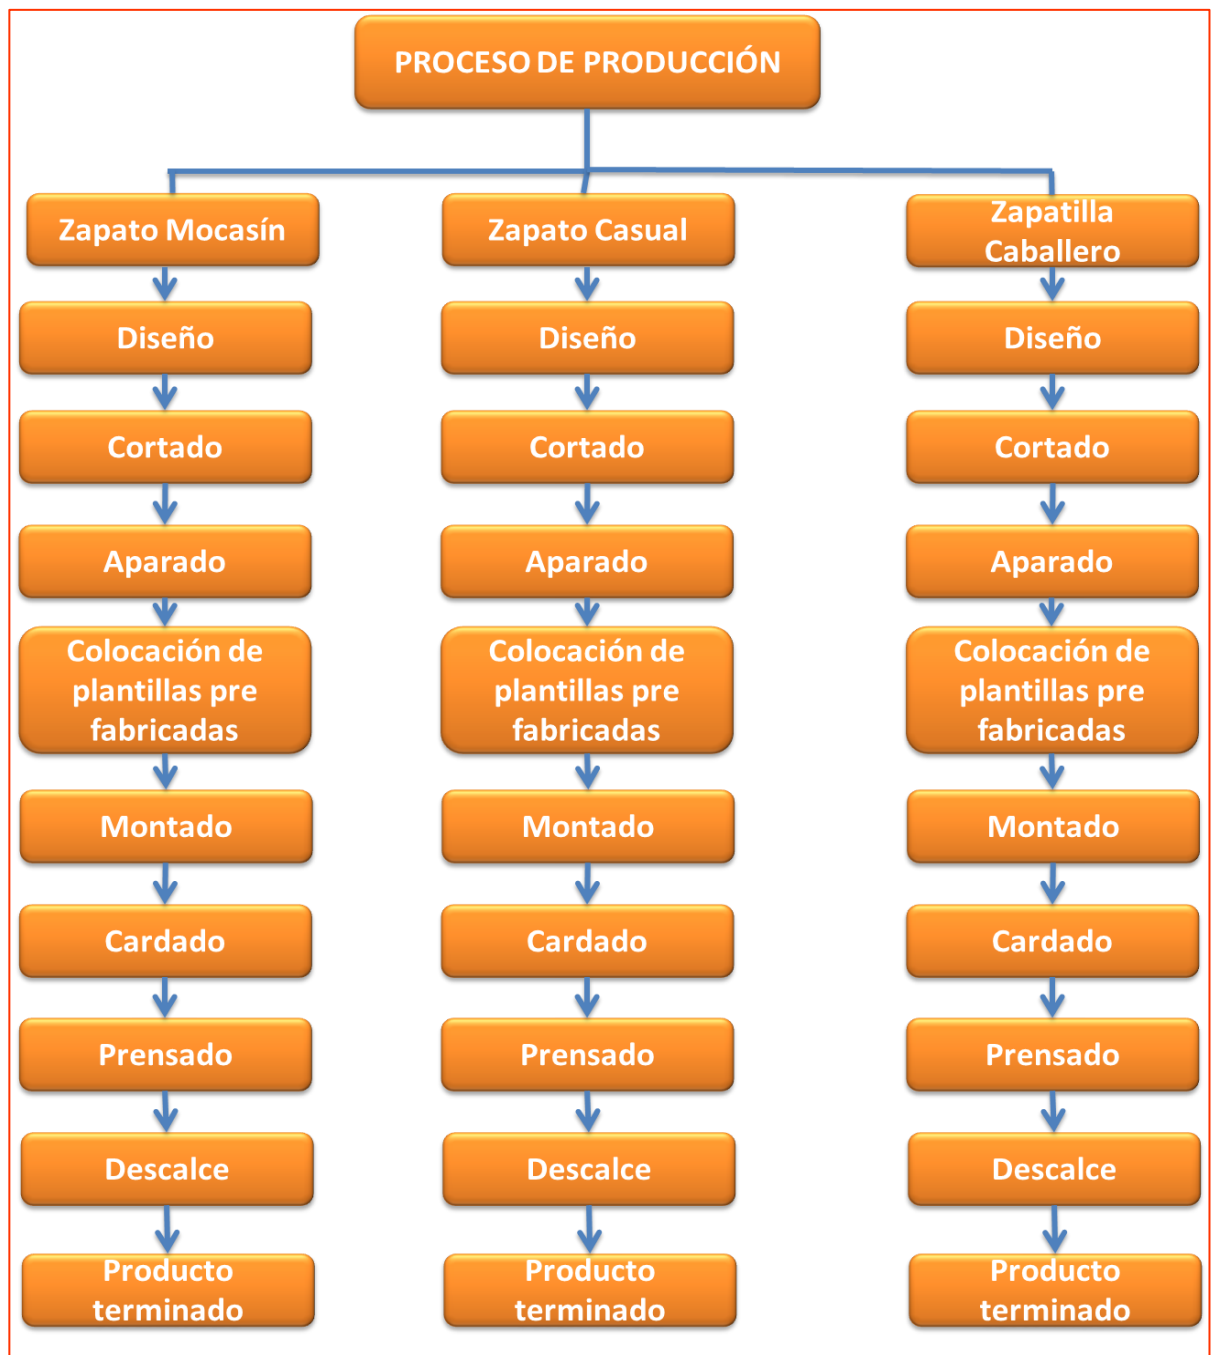 PROCESO DE PRODUCCIÓN
Zapato Mocasín
Diseño
Cortado
Aparado
Colocación de
plantillas pre
fabricadas
Montado
Cardado
Prensado
Descalce
Producto
terminado
Zapato Casual
Diseño
Cortado
Aparado
Colocación de
plantillas pre
fabricadas
Montado
Cardado
Prensado
Descalce
Producto
terminado
Zapatilla
Caballero
Diseño
Cortado
Aparado
Colocación de
plantillas pre
fabricadas
Montado
Cardado
Prensado
Descalce
Producto
terminado